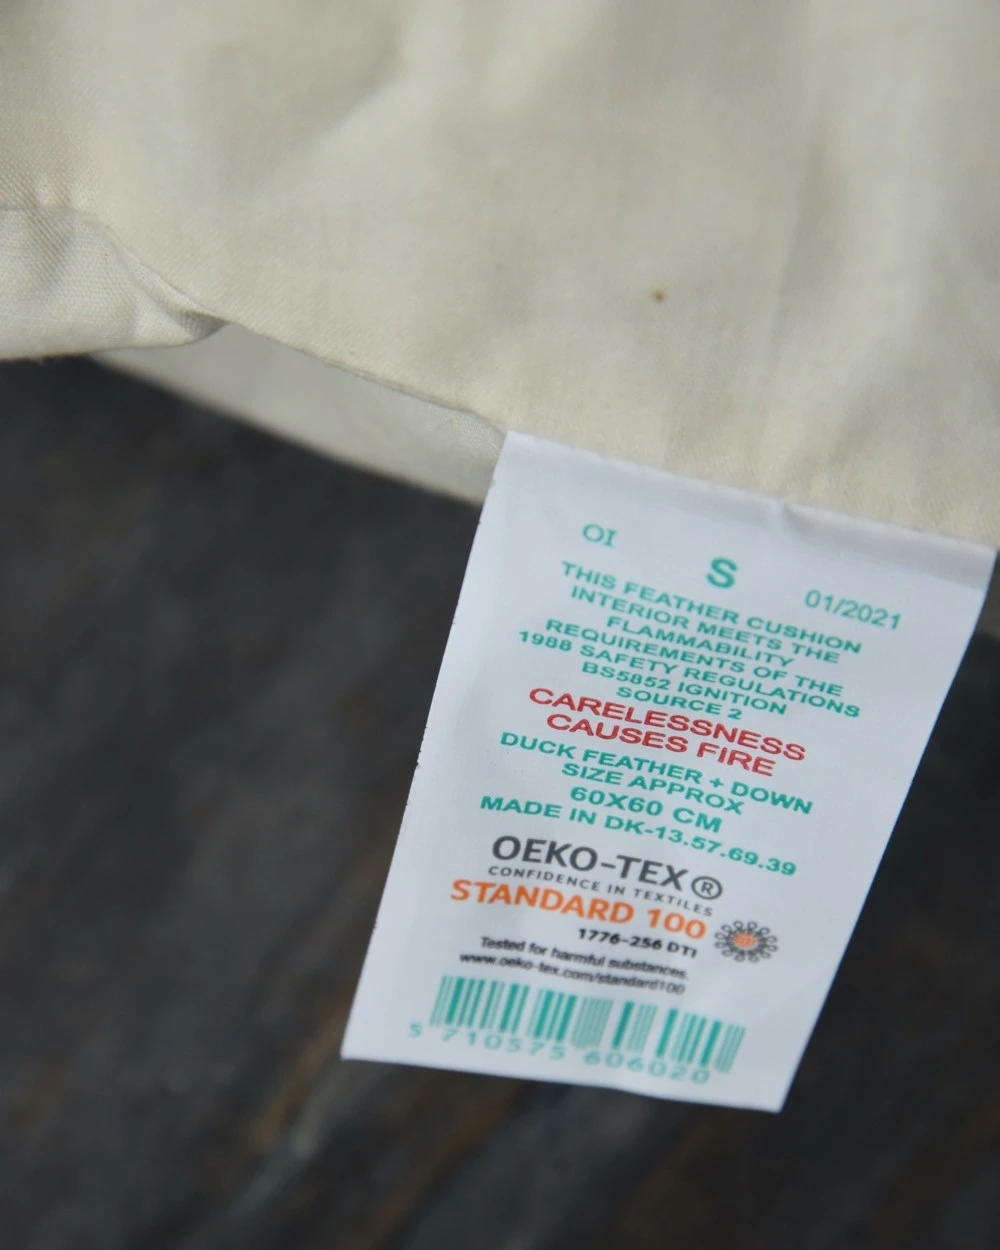 OI
S
01/2021
THIS FEATHER CUSHION
INTERIOR MEETS THE
FLAMMABILITY
REQUIREMENTS OF THE
1988 SAFETY REGULATIONS
BS5852 IGNITION
SOURCE 2
CARELESSNESS
CAUSES FIRE
DUCK FEATHER + DOWN
SIZE APPROX
60X60 CM
MADE IN DK-13.57.69.39
OEKO-TEX®
CONFIDENCE IN TEXTILES
STANDARD 100
1776-256 DTI
Tested for harmful substances.
www.oeko-tex.com/standard100
5 710575 606020